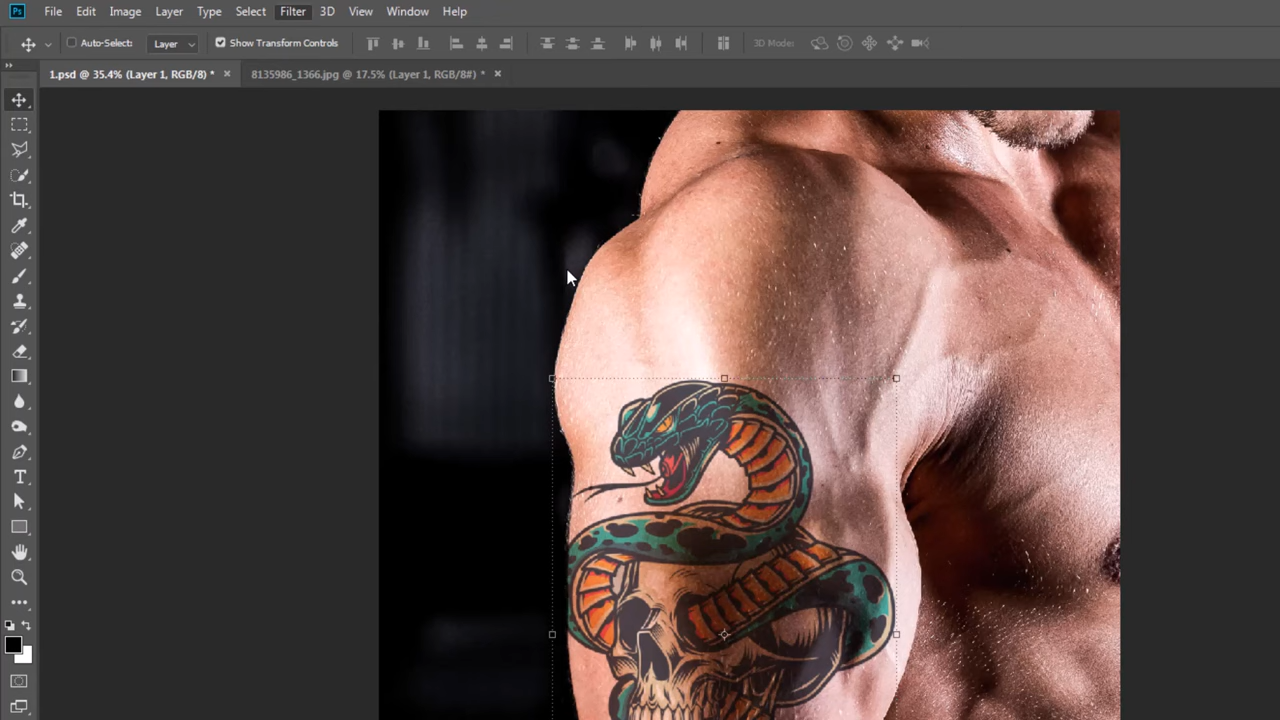 Ps File Edit Image Layer Type Select Filter 3D View Window Help
Auto-Select: Layer Show Transform Controls 3D Mode:
1.psd @ 35.4% (Layer 1, RGB/8) * × 8135986_1366.jpg @ 17.5% (Layer 1, RGB/8#) * ×